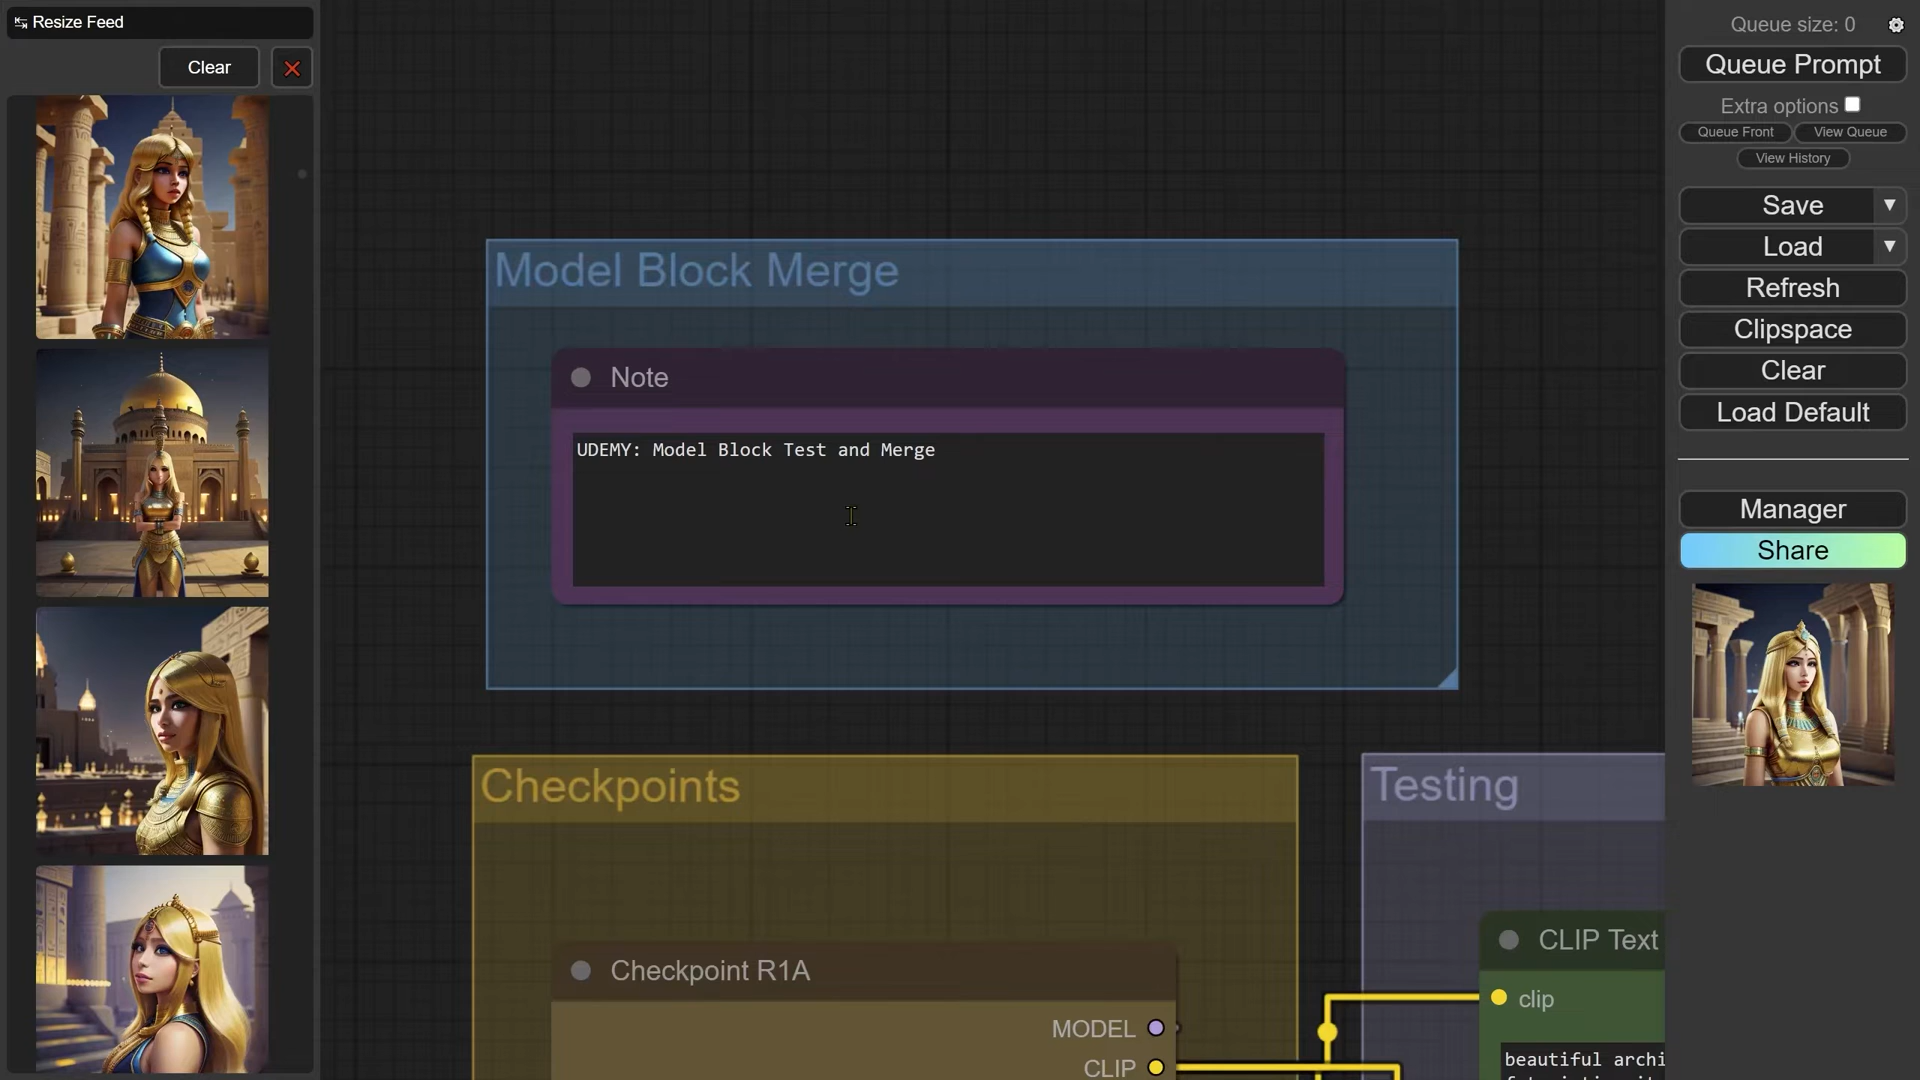 Resize Feed
Clear
Queue size: 0
Queue Prompt
Extra options
Queue Front
View Queue
View History
Save
Load
Refresh
Clipspace
Clear
Load Default
Manager
Share
Model Block Merge
Note
UDEMY: Model Block Test and Merge
Checkpoints
Testing
Checkpoint R1A
MODEL
CLIP
CLIP Text
clip
beautiful archi